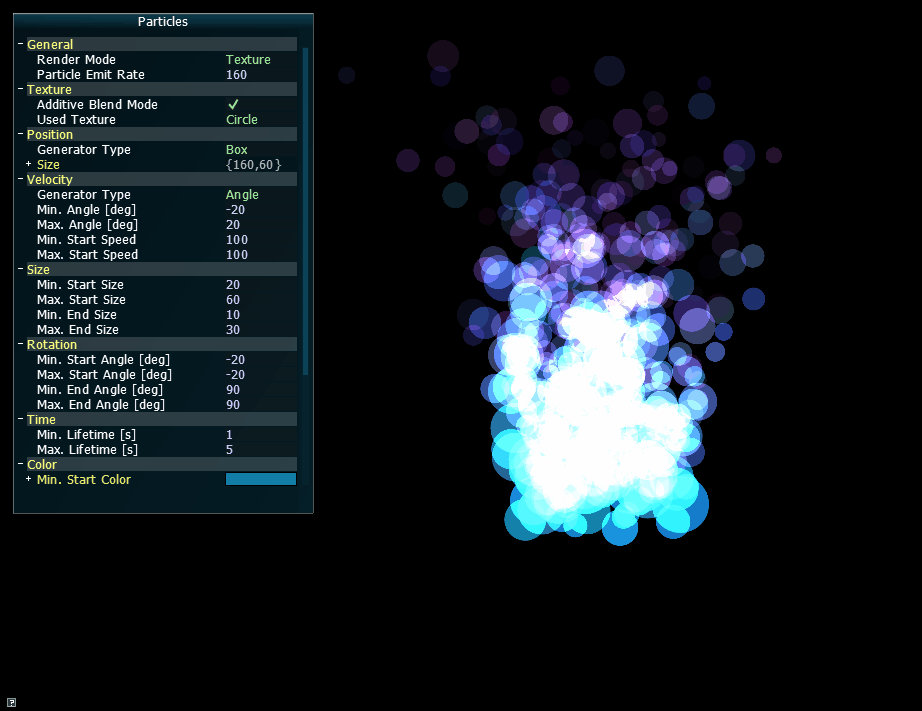 Particles
- General
Render Mode Texture
Particle Emit Rate 160
- Texture
Additive Blend Mode ✓
Used Texture Circle
- Position
Generator Type Box
+ Size {160,60}
- Velocity
Generator Type Angle
Min. Angle [deg] -20
Max. Angle [deg] 20
Min. Start Speed 100
Max. Start Speed 100
- Size
Min. Start Size 20
Max. Start Size 60
Min. End Size 10
Max. End Size 30
- Rotation
Min. Start Angle [deg] -20
Max. Start Angle [deg] -20
Min. End Angle [deg] 90
Max. End Angle [deg] 90
- Time
Min. Lifetime [s] 1
Max. Lifetime [s] 5
- Color
+ Min. Start Color
?